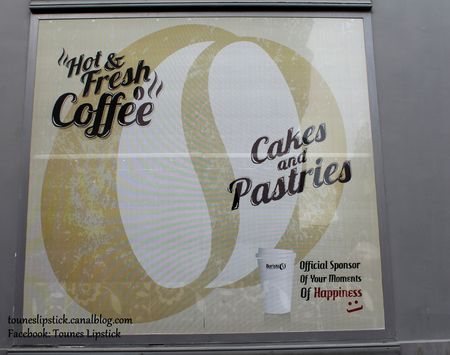 Hot &
Fresh
Coffee
Cakes
and
Pastries
Official Sponsor
Of Your Moments
Of Happiness
touneslipstick.canalblog.com
Facebook: Tounes Lipstick